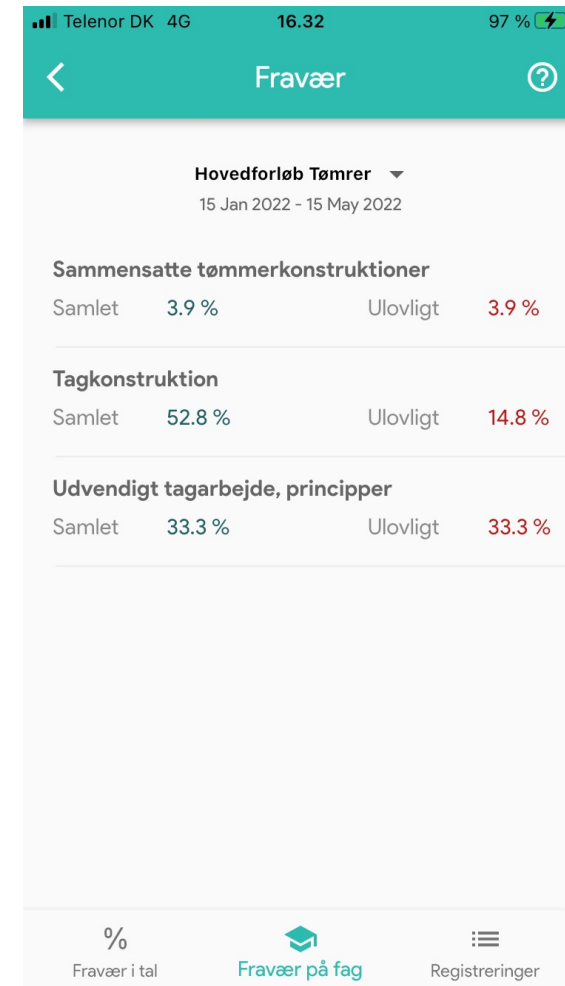 Telenor DK 4G 16.32 97 %
Fravær
Hovedforløb Tømrer
15 Jan 2022 - 15 May 2022
Sammensatte tømmerkonstruktioner
Samlet 3.9 % Ulovligt 3.9 %
Tagkonstruktion
Samlet 52.8 % Ulovligt 14.8 %
Udvendigt tagarbejde, principper
Samlet 33.3 % Ulovligt 33.3 %
%
Fravær i tal Fravær på fag Registreringer